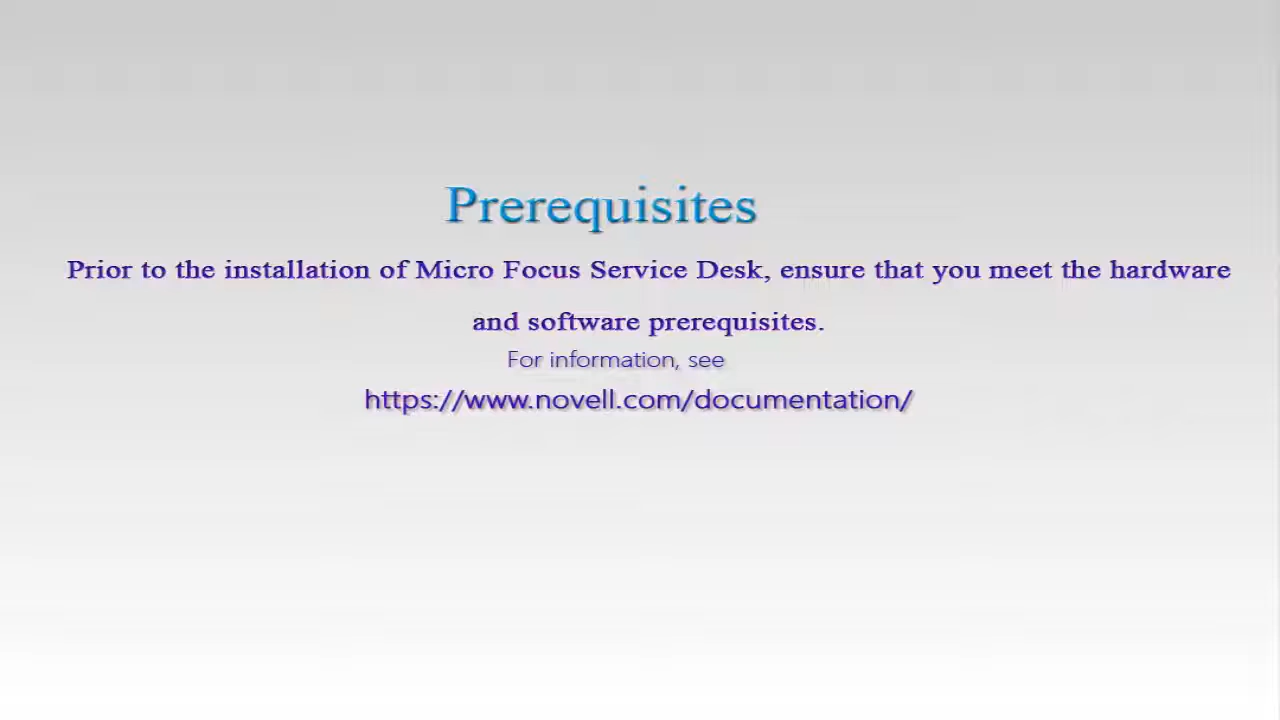 Prerequisites
Prior to the installation of Micro Focus Service Desk, ensure that you meet the hardware
and software prerequisites.
For information, see
https://www.novell.com/documentation/